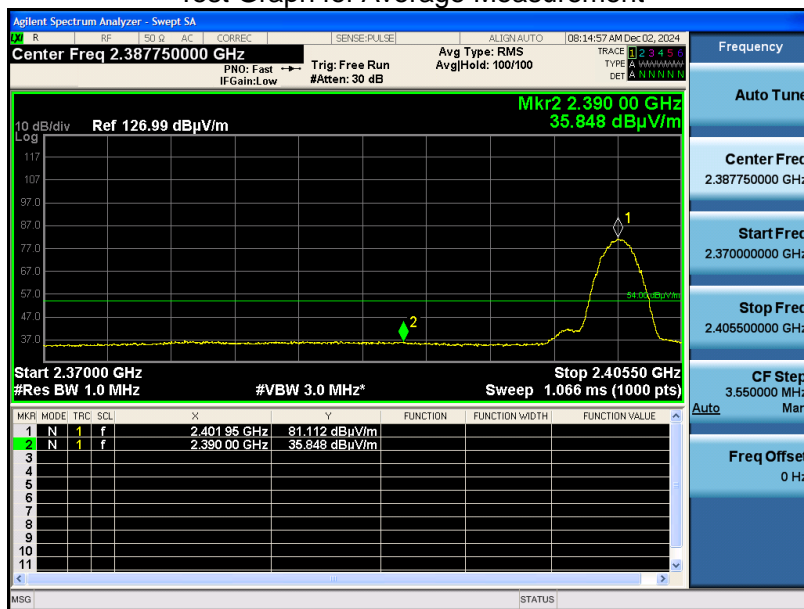 Test Graph for Average Measurement
Agilent Spectrum Analyzer - Swept SA
LXI R RF 50 Ω AC CORREC SENSE:PULSE ALIGN AUTO 08:14:57 AM Dec 02, 2024
Center Freq 2.387750000 GHz
PNO: Fast
IFGain:Low
Trig: Free Run
#Atten: 30 dB
Avg Type: RMS
Avg|Hold: 100/100
TRACE 1 2 3 4 5 6
TYPE A WWWWW
DET A N N N N N
Mkr2 2.390 00 GHz
35.848 dBµV/m
10 dB/div Ref 126.99 dBµV/m
Log
117
107
97.0
87.0
77.0
67.0
57.0
47.0
37.0
1
2
54.00 dBµV/m
Start 2.37000 GHz Stop 2.40550 GHz
#Res BW 1.0 MHz #VBW 3.0 MHz* Sweep 1.066 ms (1000 pts)
MKR MODE TRC SCL X Y FUNCTION FUNCTION WIDTH FUNCTION VALUE
1 N 1 f 2.401 95 GHz 81.112 dBµV/m
2 N 1 f 2.390 00 GHz 35.848 dBµV/m
3
4
5
6
7
8
9
10
11
MSG STATUS
Frequency
Auto Tune
Center Freq
2.387750000 GHz
Start Freq
2.370000000 GHz
Stop Freq
2.405500000 GHz
CF Step
3.550000 MHz
Auto Man
Freq Offset
0 Hz